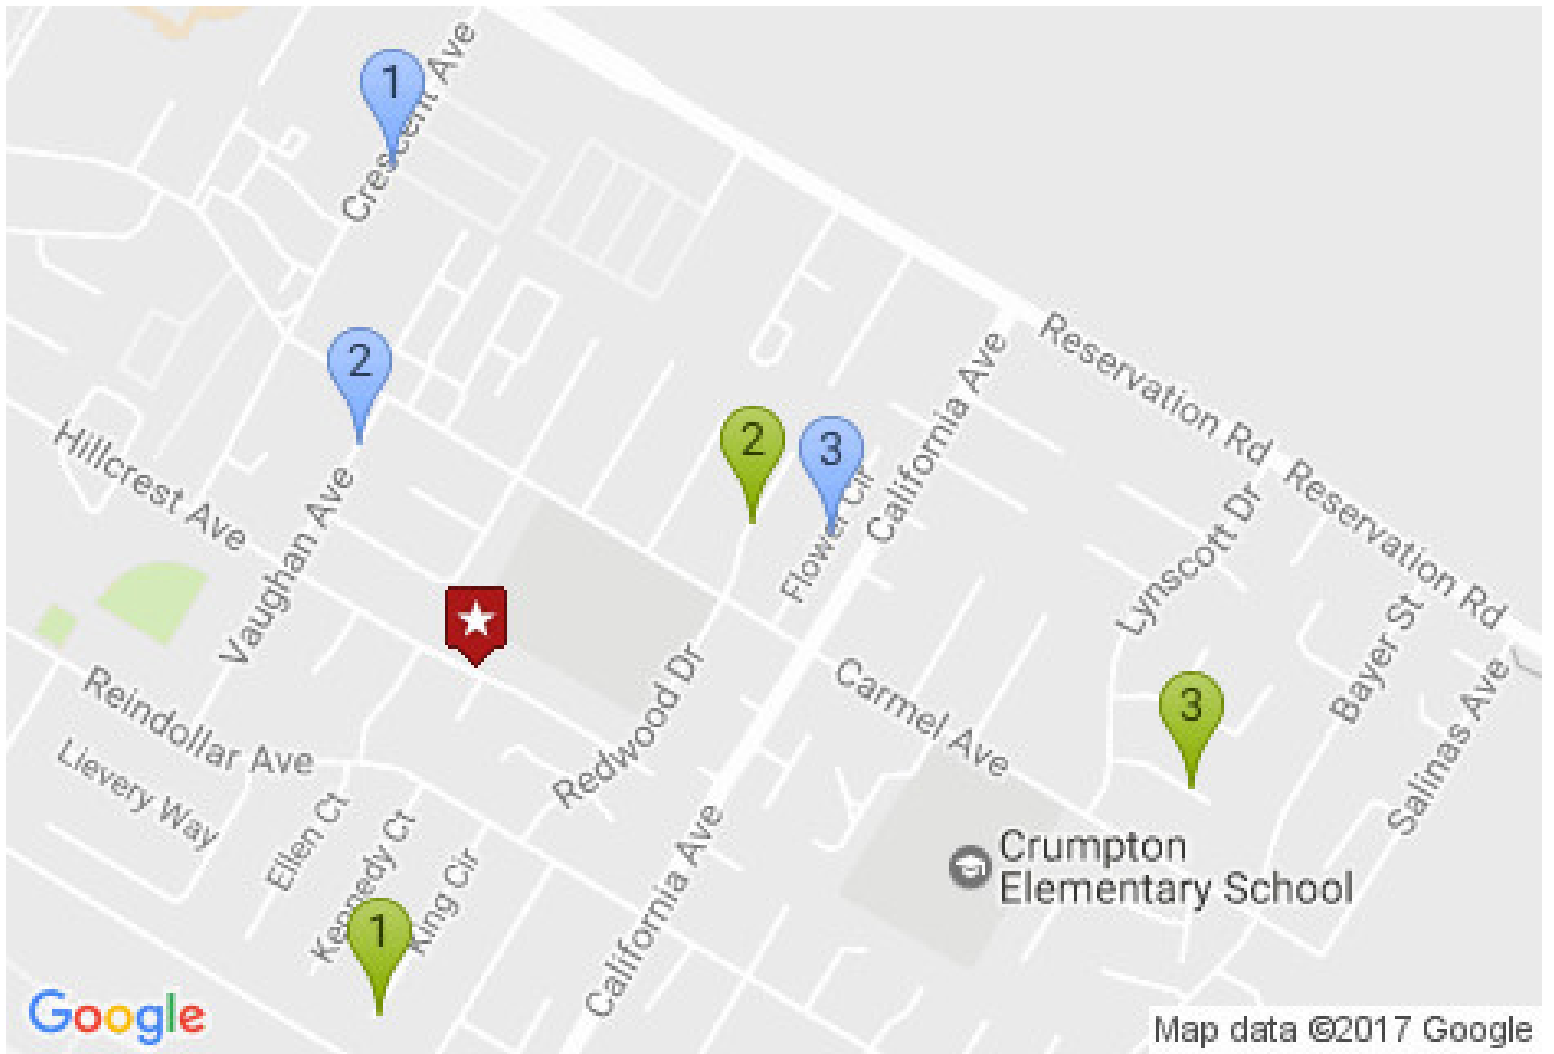 Crescent Ave
1
Reservation Rd
California Ave
2
2
3
Hillcrest Ave
Vaughan Ave
Flower Cir
Lynscott Dr
Reservation Rd
Bayer St
Salinas Ave
Redwood Dr
Carmel Ave
3
Reindollar Ave
Lievery Way
Ellen Ct
Kennedy Ct
King Cir
California Ave
1
Crumpton
Elementary School
Google
Map data ©2017 Google